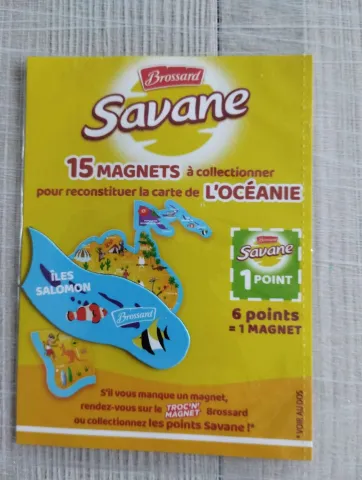 Brossard
Savane
15 MAGNETS à collectionner
pour reconstituer la carte de L'OCÉANIE
ÎLES
SALOMON
Brossard
Brossard
Savane
1 POINT
6 points
= 1 MAGNET
S'il vous manque un magnet,
rendez-vous sur le TROC'N' MAGNET Brossard
ou collectionnez les points Savane !*
* VOIR AU DOS